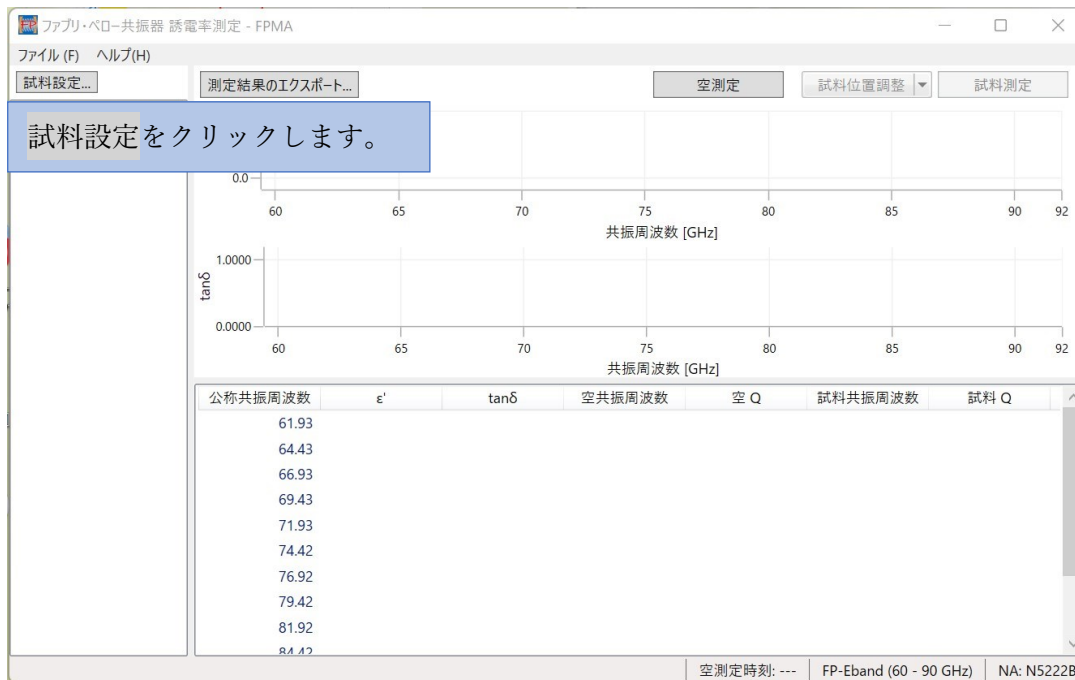 ファブリ・ペロー共振器 誘電率測定 - FPMA
ファイル (F) ヘルプ(H)
試料設定...
測定結果のエクスポート...
空測定
試料位置調整
試料測定
試料設定をクリックします。
0.0
60 65 70 75 80 85 90 92
共振周波数 [GHz]
1.0000
tanδ
0.0000
60 65 70 75 80 85 90 92
共振周波数 [GHz]
公称共振周波数 ε' tanδ 空共振周波数 空 Q 試料共振周波数 試料 Q
61.93
64.43
66.93
69.43
71.93
74.42
76.92
79.42
81.92
84.42
空測定時刻: --- FP-Eband (60 - 90 GHz) NA: N5222B